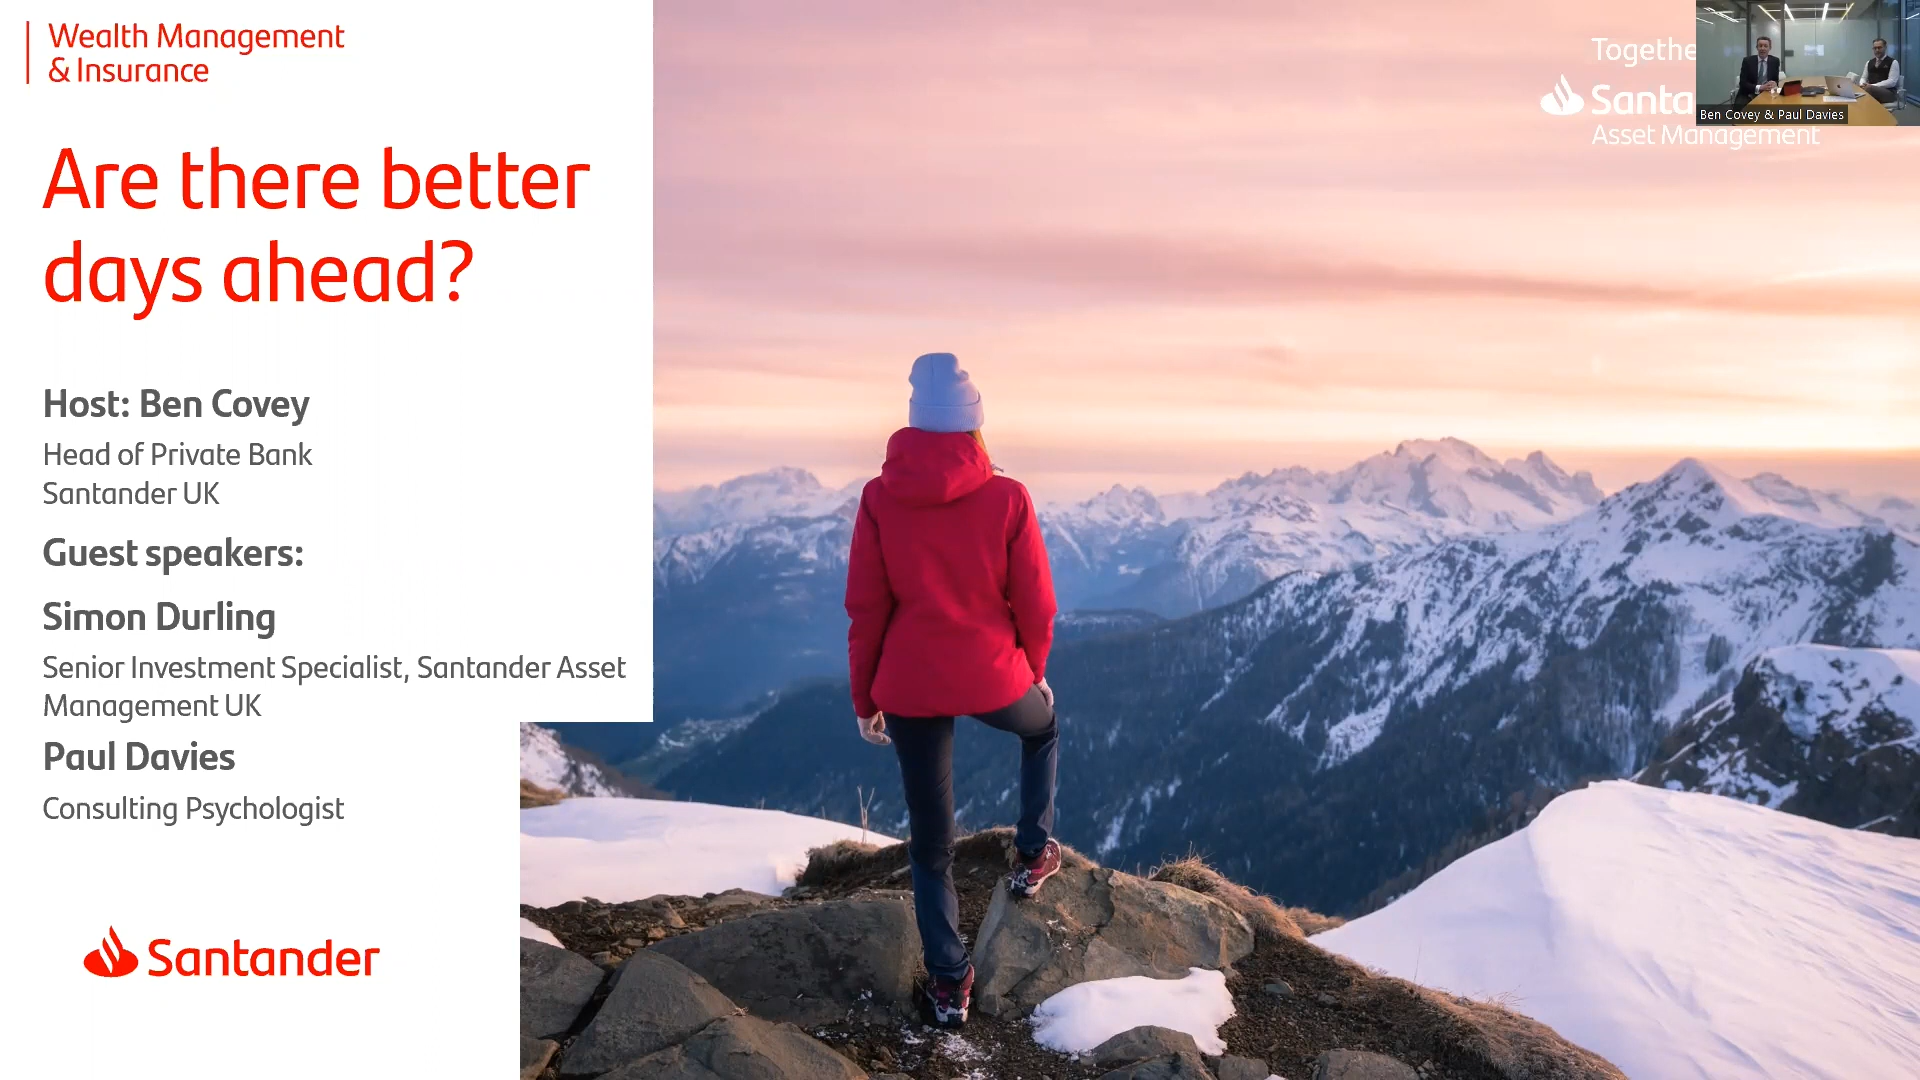 Wealth Management
& Insurance
Are there better
days ahead?
Host: Ben Covey
Head of Private Bank
Santander UK
Guest speakers:
Simon Durling
Senior Investment Specialist, Santander Asset
Management UK
Paul Davies
Consulting Psychologist
Santander
Togethe
Santa
Asset Management
Ben Covey & Paul Davies